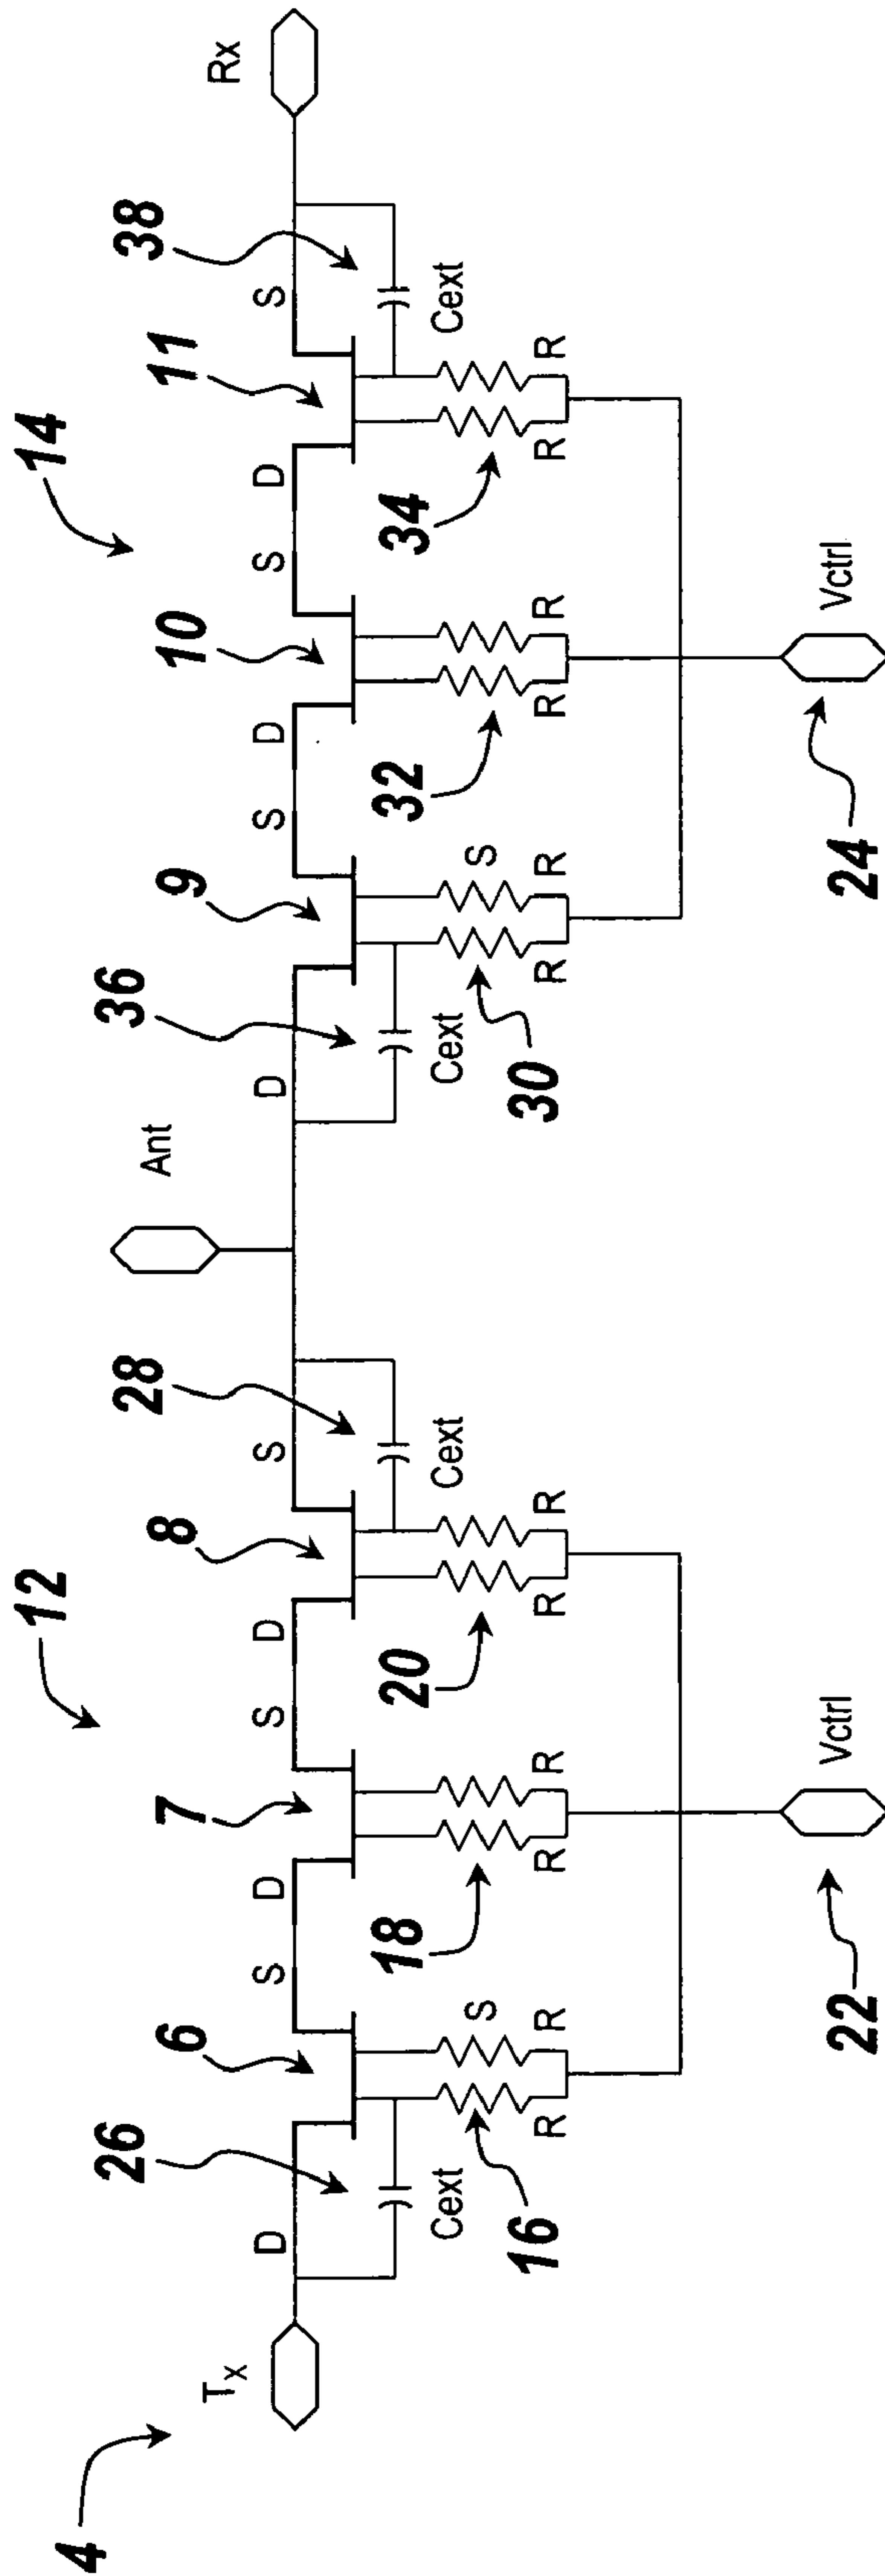 12 14
4
26 28 36 38
Ant
6 7 8 9 10 11
Tx Rx
D S D S D S D S D S D S
18 20 32 34
Cext Cext Cext Cext
S S
16 30
R R R R R R R R R R R R
Vctrl Vctrl
22 24